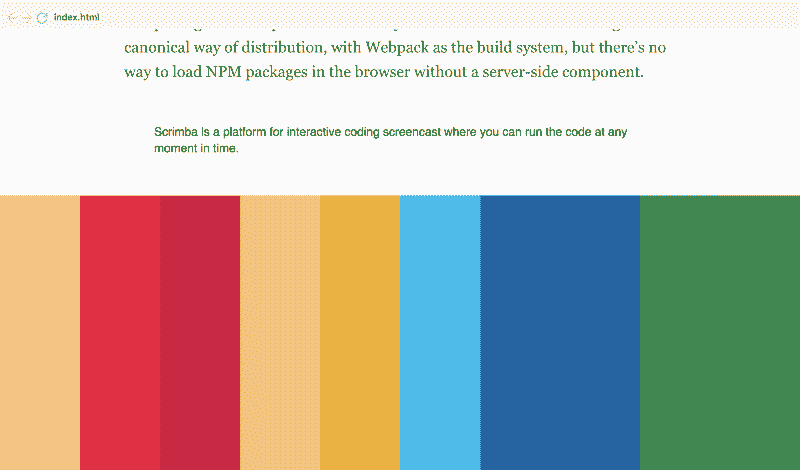 index.html
canonical way of distribution, with Webpack as the build system, but there's no
way to load NPM packages in the browser without a server-side component.
Scrimba is a platform for interactive coding screencast where you can run the code at any
moment in time.